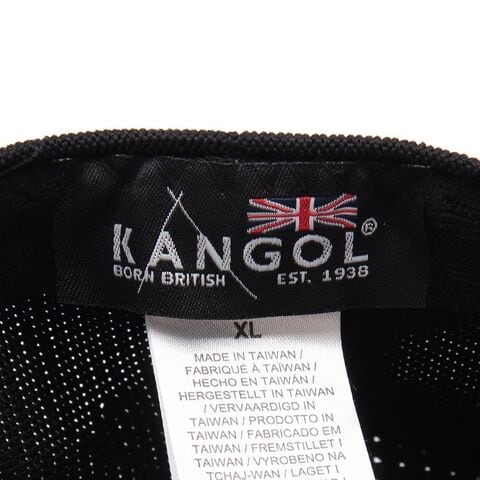 KANGOL®
BORN BRITISH EST. 1938
XL
MADE IN TAIWAN /
FABRIQUÉ À TAIWAN /
HECHO EN TAIWÁN /
HERGESTELLT IN TAIWAN
/ VERVAARDIGD IN
TAIWAN / PRODOTTO IN
TAIWAN / FABRICADO EM
TAIWAN / FREMSTILLET I
TAIWAN / VYROBENO NA
TCHAJ-WAN / LAGET I